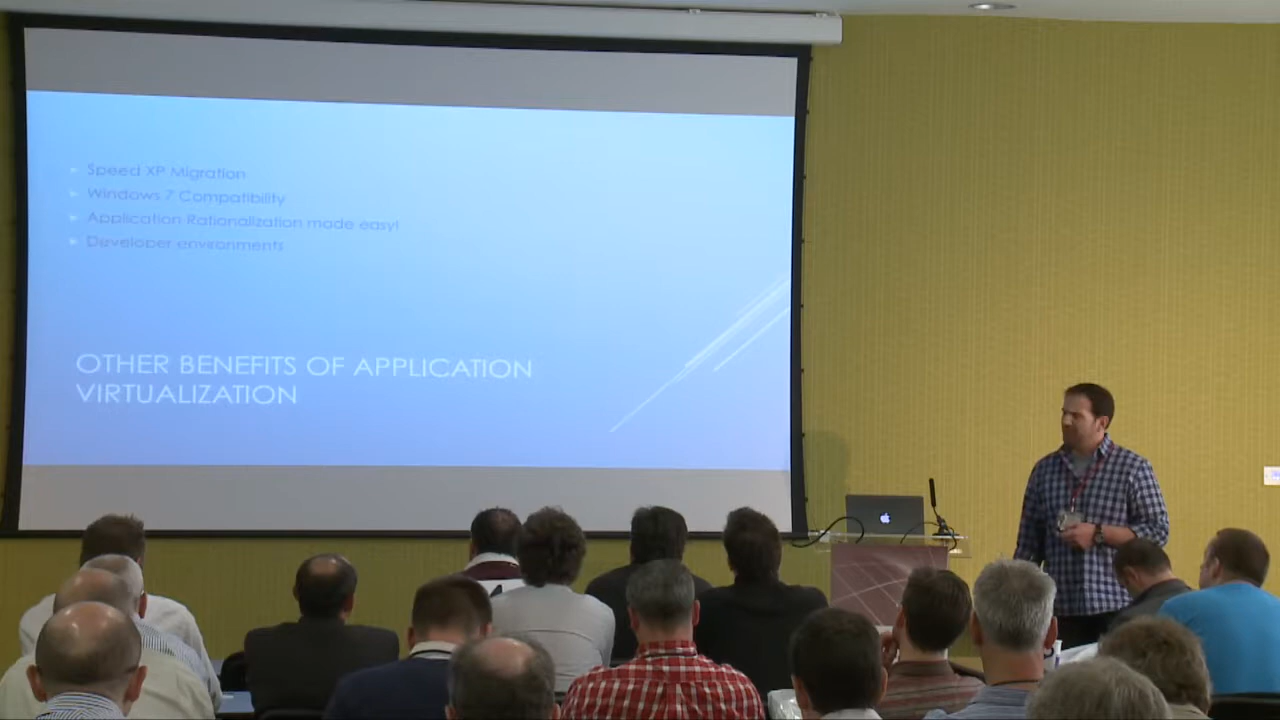 Speed XP Migration
Windows 7 Compatibility
Application Rationalization made easy!
Developer environments
OTHER BENEFITS OF APPLICATION
VIRTUALIZATION